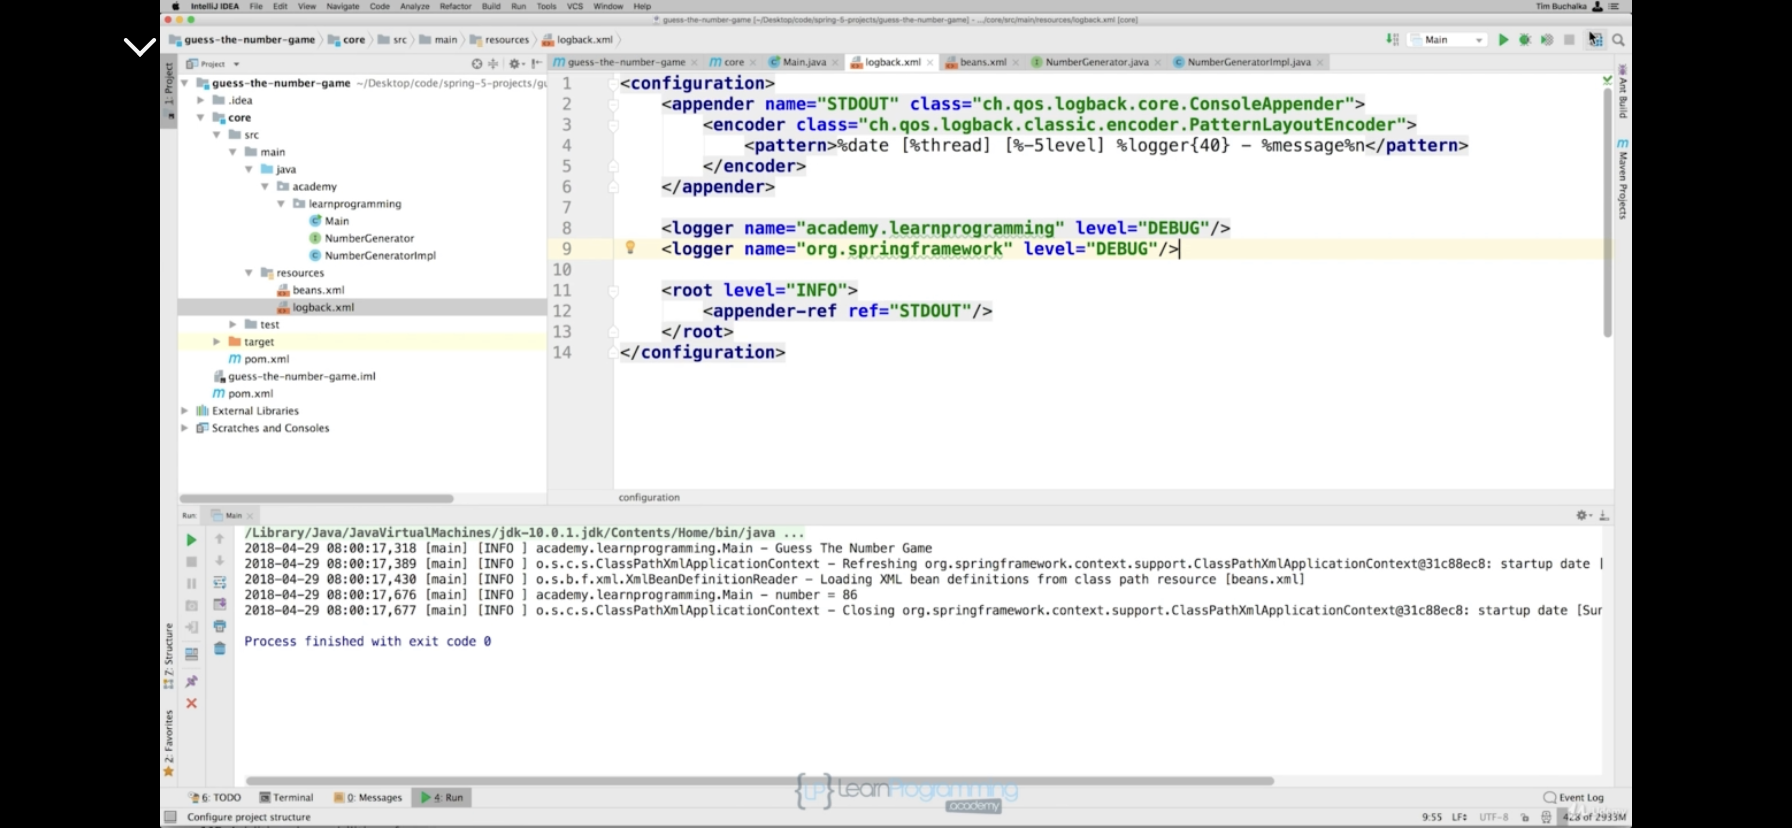 IntelliJ IDEA File Edit View Navigate Code Analyze Refactor Build Run Tools VCS Window Help Tim Buchalka
guess-the-number-game [~/Desktop/code/spring-5-projects/guess-the-number-game] - .../core/src/main/resources/logback.xml [core]
guess-the-number-game core src main resources logback.xml Main
Project guess-the-number-game core Main.java logback.xml beans.xml NumberGenerator.java NumberGeneratorImpl.java
1: Project
guess-the-number-game ~/Desktop/code/spring-5-projects/gu
.idea
core
src
main
java
academy
learnprogramming
Main
NumberGenerator
NumberGeneratorImpl
resources
beans.xml
logback.xml
test
target
pom.xml
guess-the-number-game.iml
pom.xml
External Libraries
Scratches and Consoles
1 <configuration>
2 <appender name="STDOUT" class="ch.qos.logback.core.ConsoleAppender">
3 <encoder class="ch.qos.logback.classic.encoder.PatternLayoutEncoder">
4 <pattern>%date [%thread] [%-5level] %logger{40} - %message%n</pattern>
5 </encoder>
6 </appender>
7
8 <logger name="academy.learnprogramming" level="DEBUG"/>
9 <logger name="org.springframework" level="DEBUG"/>
10
11 <root level="INFO">
12 <appender-ref ref="STDOUT"/>
13 </root>
14 </configuration>
configuration
Ant Build
Maven Projects
Run: Main
/Library/Java/JavaVirtualMachines/jdk-10.0.1.jdk/Contents/Home/bin/java ...
2018-04-29 08:00:17,318 [main] [INFO ] academy.learnprogramming.Main - Guess The Number Game
2018-04-29 08:00:17,389 [main] [INFO ] o.s.c.s.ClassPathXmlApplicationContext - Refreshing org.springframework.context.support.ClassPathXmlApplicationContext@31c88ec8: startup date [
2018-04-29 08:00:17,430 [main] [INFO ] o.s.b.f.xml.XmlBeanDefinitionReader - Loading XML bean definitions from class path resource [beans.xml]
2018-04-29 08:00:17,676 [main] [INFO ] academy.learnprogramming.Main - number = 86
2018-04-29 08:00:17,677 [main] [INFO ] o.s.c.s.ClassPathXmlApplicationContext - Closing org.springframework.context.support.ClassPathXmlApplicationContext@31c88ec8: startup date [Sun
Process finished with exit code 0
7: Structure
2: Favorites
6: TODO Terminal 0: Messages 4: Run Event Log
{LP} LearnProgramming
academy
Configure project structure 9:55 LF UTF-8 of 2933M